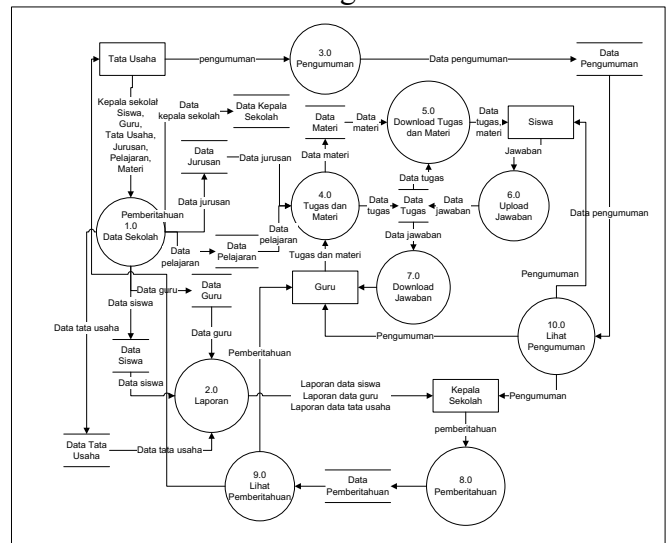 Tata Usaha
pengumuman
3.0
Pengumuman
Data pengumuman
Data
Pengumuman
Kepala sekolah
Siswa,
Guru,
Tata Usaha,
Jurusan,
Pelajaran,
Materi
Data
kepala sekolah
Data Kepala
Sekolah
Data
Jurusan
Data jurusan
Data jurusan
Data
Materi
Data
materi
Data materi
5.0
Download Tugas
dan Materi
Data
tugas,
materi
Siswa
Jawaban
Data tugas
Pemberitahuan
1.0
Data Sekolah
4.0
Tugas dan
Materi
Data
tugas
Data
Tugas
Data
jawaban
6.0
Upload
Jawaban
Data pengumuman
Data
pelajaran
Data
Pelajaran
Data
pelajaran
Tugas dan materi
Data jawaban
7.0
Download
Jawaban
Guru
Data guru
Data
Guru
Data siswa
Data guru
Data tata usaha
Data
Siswa
Data siswa
Pemberitahuan
Pengumuman
Pengumuman
10.0
Lihat
Pengumuman
2.0
Laporan
Laporan data siswa
Laporan data guru
Laporan data tata usaha
Kepala
Sekolah
Pengumuman
pemberitahuan
Data Tata
Usaha
Data tata usaha
9.0
Lihat
Pemberitahuan
Data
Pemberitahuan
8.0
Pemberitahuan